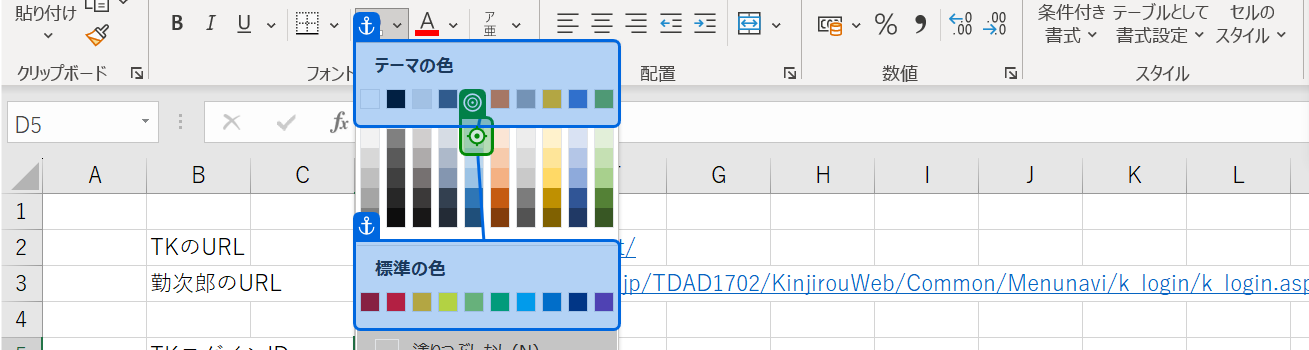 貼り付け
B I U
A
ア
亜
% 9
←0
.00
.00
→0
条件付き
書式
テーブルとして
書式設定
セルの
スタイル
クリップボード
フォン
配置
数値
スタイル
テーマの色
D5
fx
A B C G H I J K L
1
2 TKのURL t/
3 勤次郎のURL jp/TDAD1702/KinjirouWeb/Common/Menunavi/k_login/k_login.asp
標準の色
4
塗りつぶしなし(N)
TKログインID